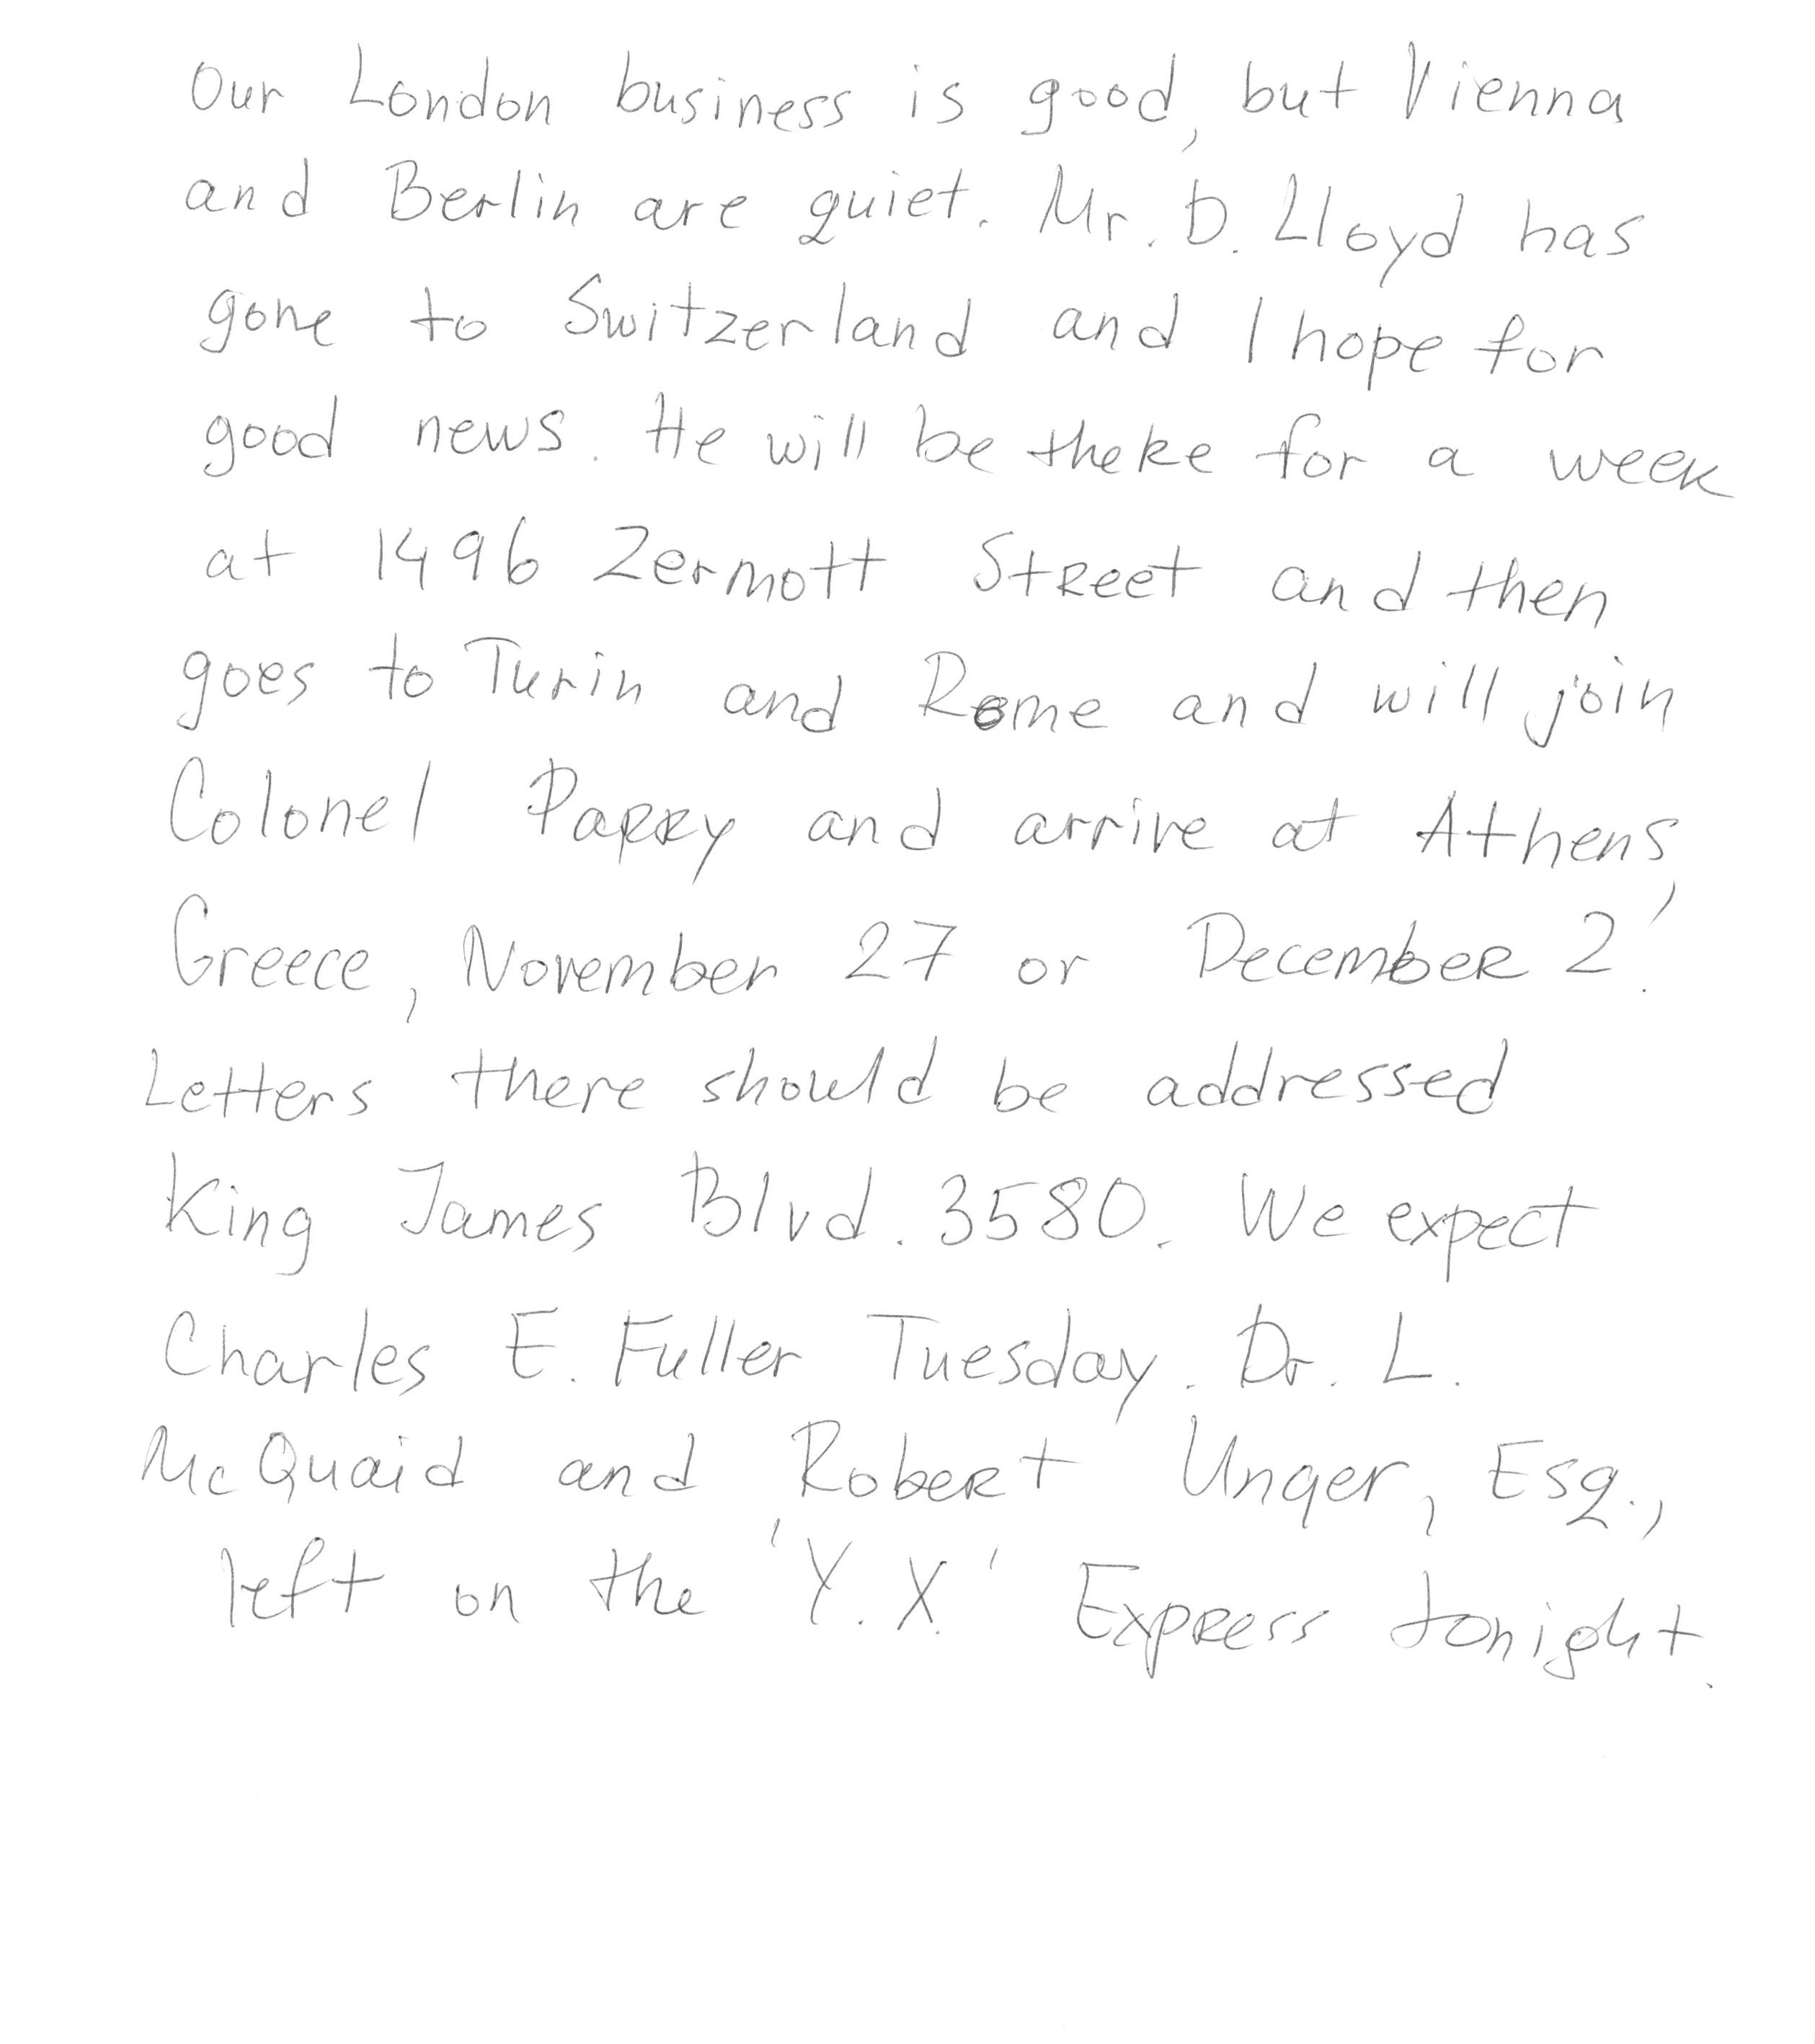 Our London business is good, but Vienna
and Berlin are quiet. Mr. D. Lloyd has
gone to Switzerland and I hope for
good news. He will be there for a week
at 1496 Zermott Street and then
goes to Turin and Rome and will join
Colonel Parry and arrive at Athens,
Greece, November 27 or December 2.
Letters there should be addressed
King James Blvd. 3580. We expect
Charles E. Fuller Tuesday. Dr. L.
McQuaid and Robert Unger, Esq.,
left on the 'Y.X.' Express tonight.